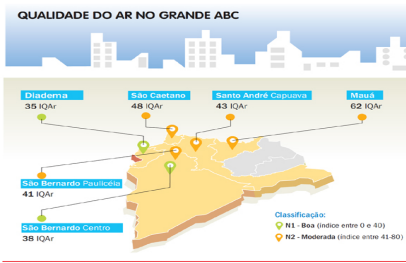 QUALIDADE DO AR NO GRANDE ABC
Diadema
35 IQAr
São Caetano
48 IQAr
Santo André Capuava
43 IQAr
Mauá
62 IQAr
São Bernardo Paulicéia
41 IQAr
São Bernardo Centro
38 IQAr
Classificação:
N1 - Boa (índice entre 0 e 40)
N2 - Moderada (índice entre 41-80)